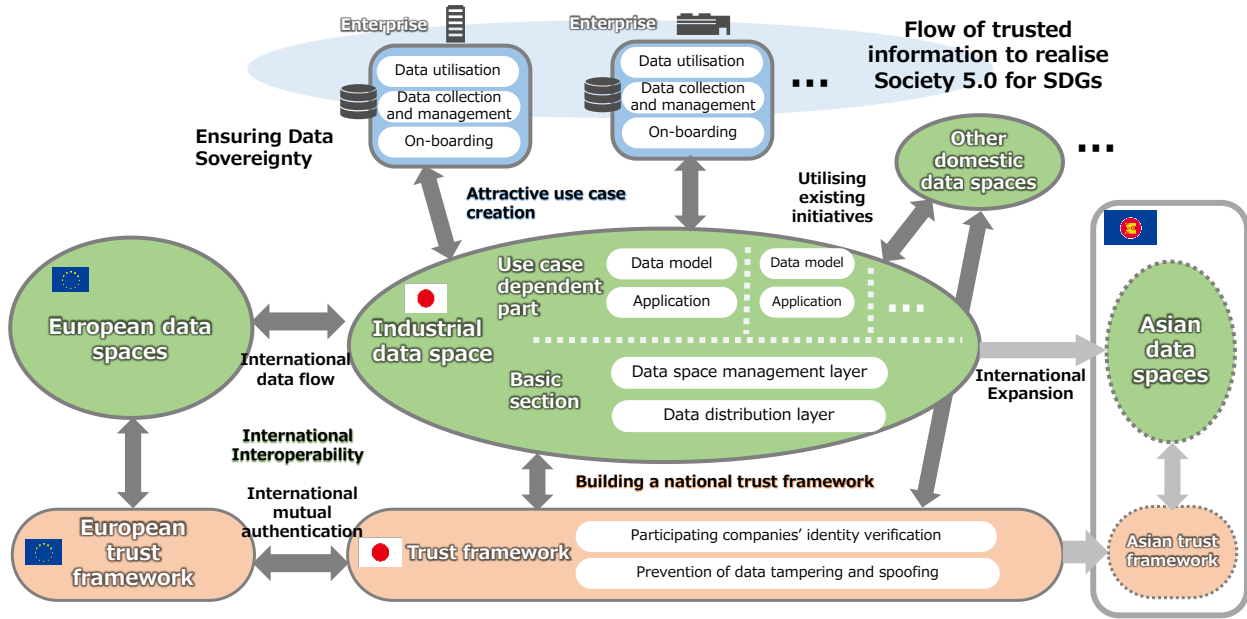 Enterprise
Enterprise
Flow of trusted
information to realise
Society 5.0 for SDGs
Data utilisation
Data collection
and management
On-boarding
Data utilisation
Data collection
and management
On-boarding
...
Ensuring Data
Sovereignty
Other
domestic
data spaces
...
Attractive use case
creation
Utilising
existing
initiatives
European data
spaces
International
data flow
Industrial
data space
Use case
dependent
part
Data model
Application
Data model
Application
...
Basic
section
Data space management layer
Data distribution layer
International
Expansion
Asian
data
spaces
International
Interoperability
Building a national trust framework
International
mutual
authentication
European
trust
framework
Trust framework
Participating companies’ identity verification
Prevention of data tampering and spoofing
Asian trust
framework